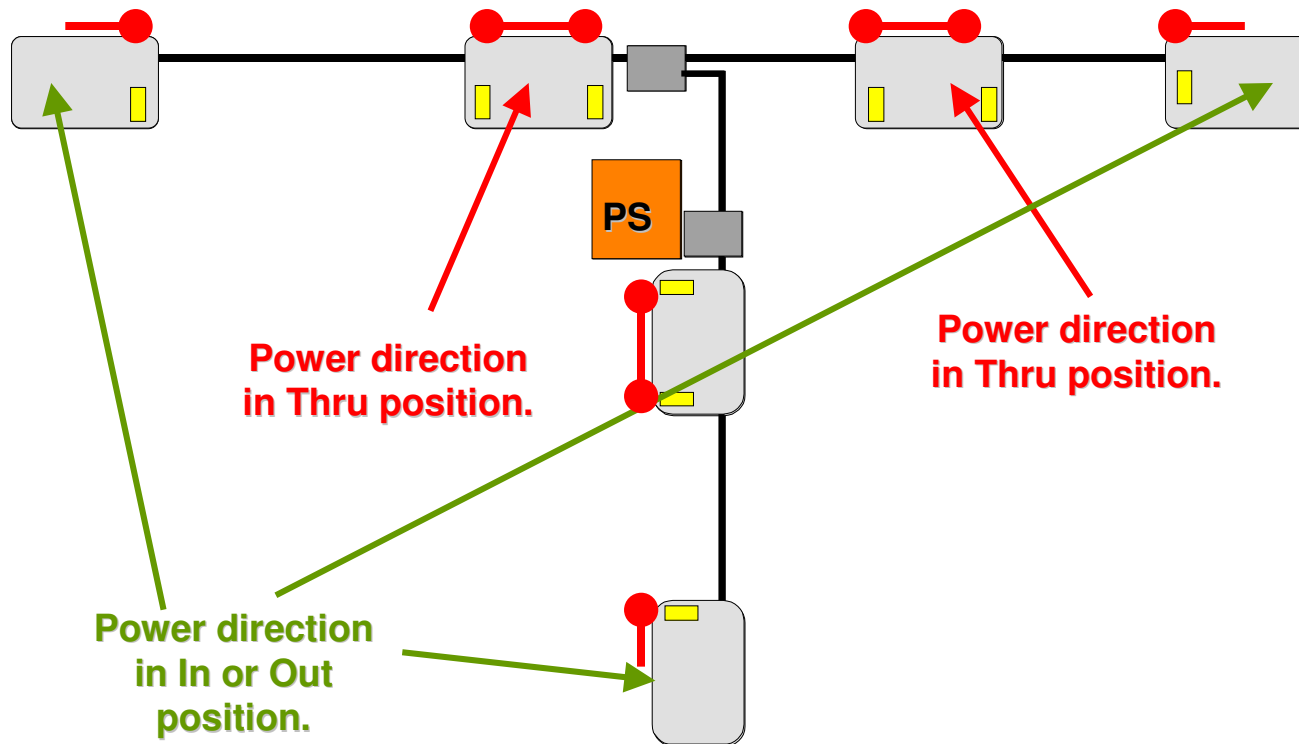 PS
Power direction
in Thru position.
Power direction
in Thru position.
Power direction
in In or Out
position.